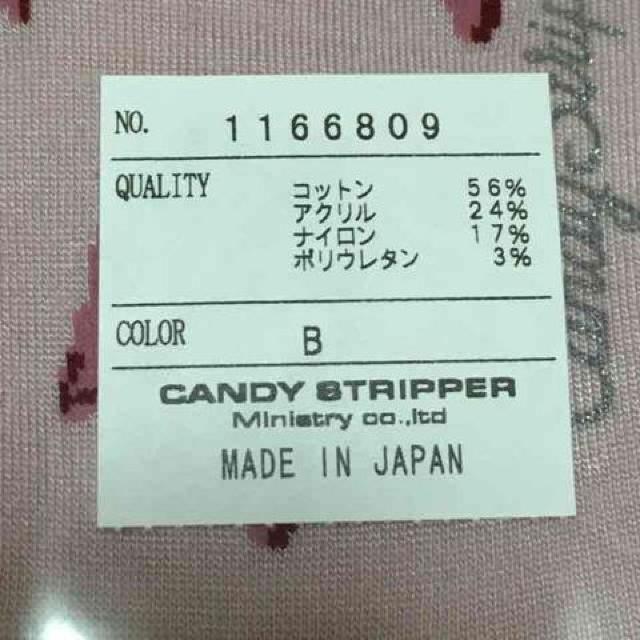 NO. 1166809
QUALITY コットン 56%
アクリル 24%
ナイロン 17%
ポリウレタン 3%
COLOR B
CANDY STRIPPER
Ministry co.,ltd
MADE IN JAPAN